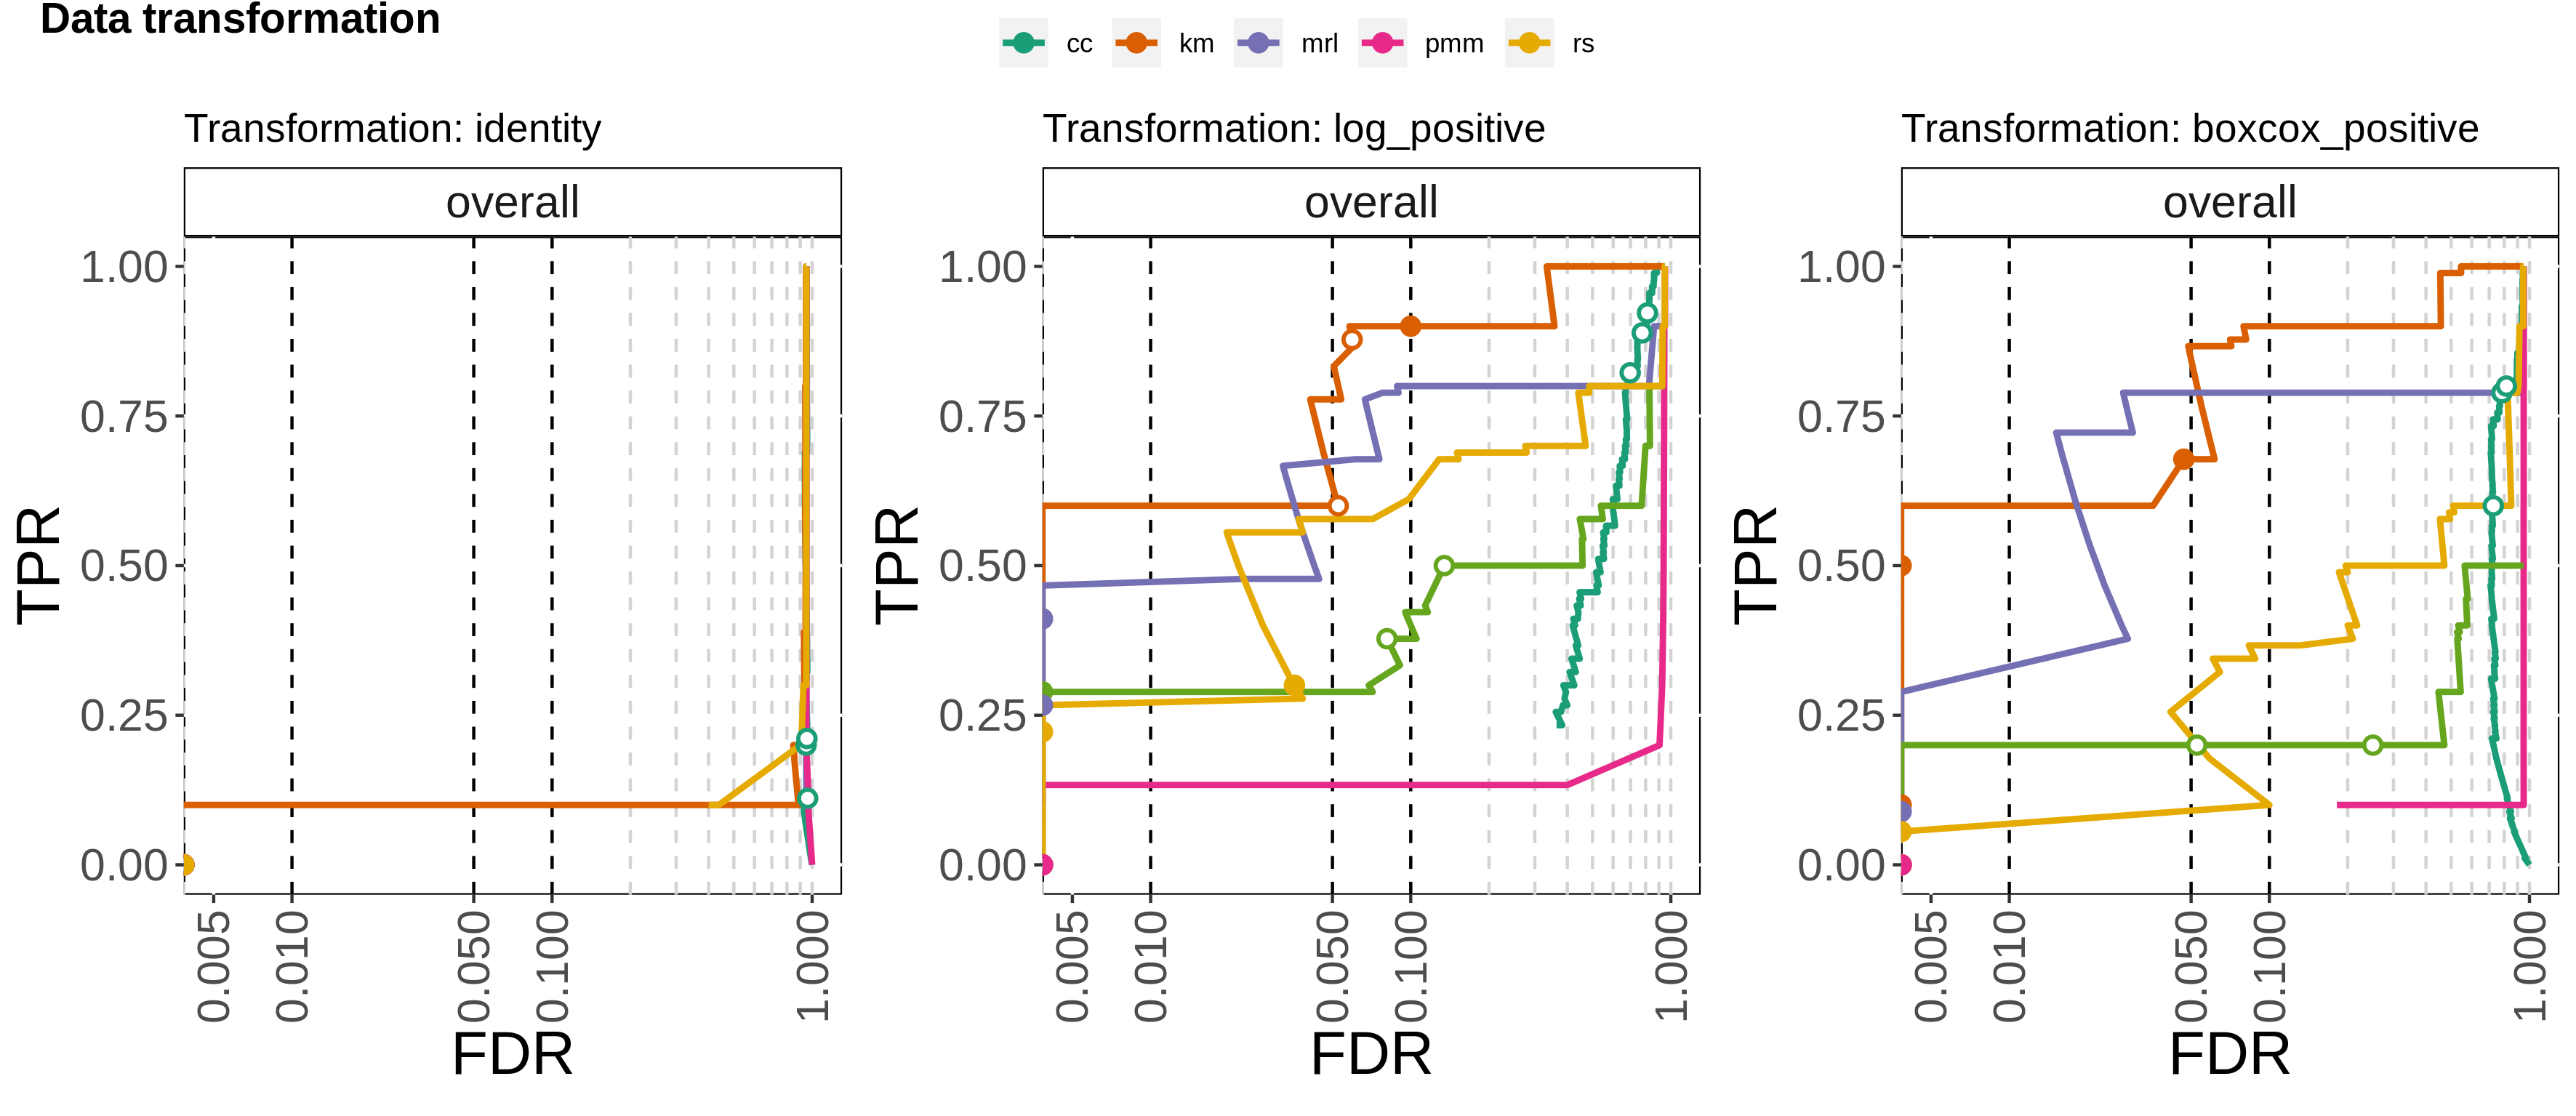 Data transformation
cc km mrl pmm rs
Transformation: identity
overall
1.00
0.75
0.50
0.25
0.00
TPR
0.005 0.010 0.050 0.100 1.000
FDR
Transformation: log_positive
overall
1.00
0.75
0.50
0.25
0.00
TPR
0.005 0.010 0.050 0.100 1.000
FDR
Transformation: boxcox_positive
overall
1.00
0.75
0.50
0.25
0.00
TPR
0.005 0.010 0.050 0.100 1.000
FDR